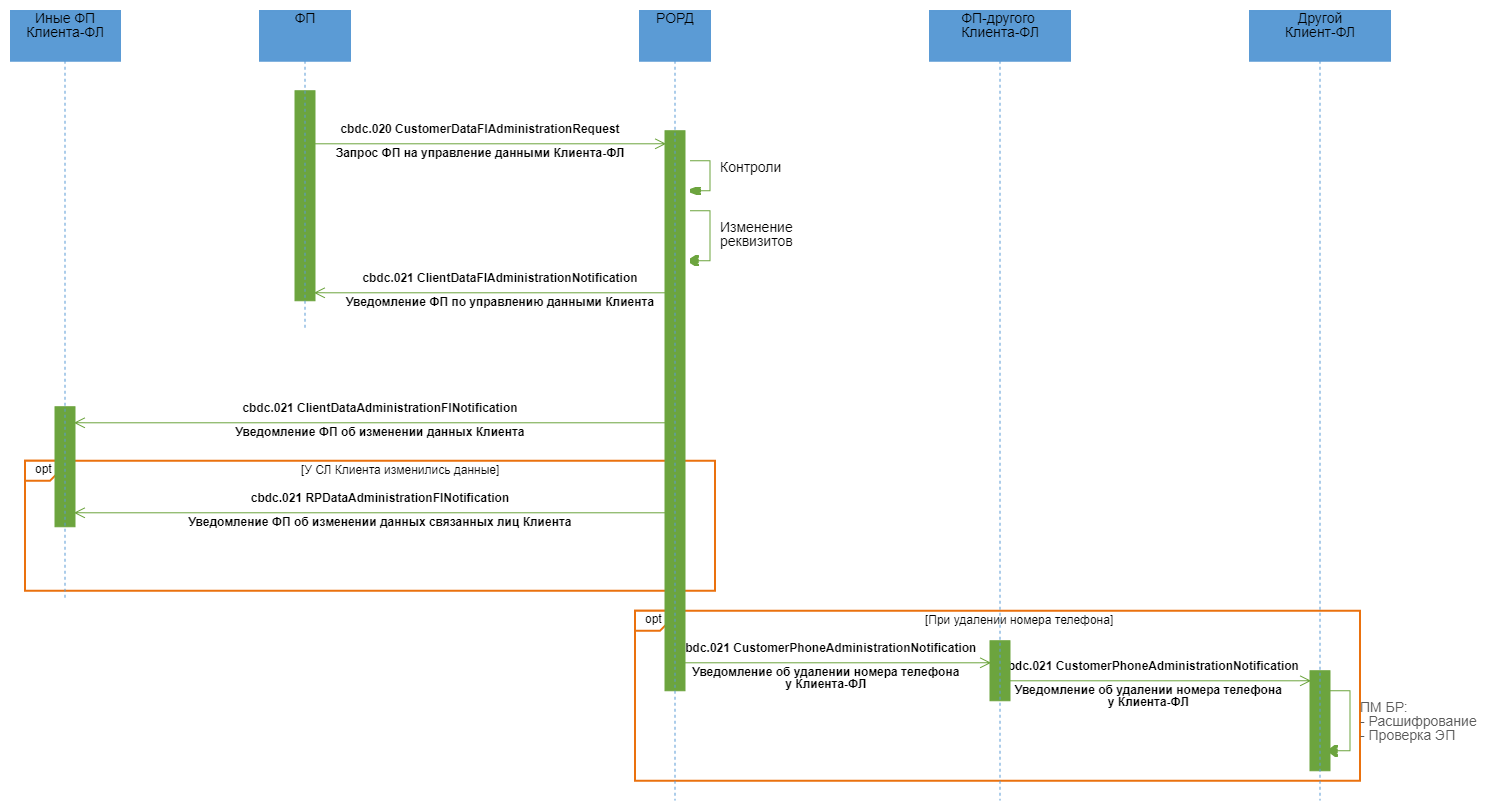 Иные ФП
Клиента-ФЛ
ФП
РОРД
ФП-другого
Клиента-ФЛ
Другой
Клиент-ФЛ
cbdc.020 CustomerDataFIAdministrationRequest
Запрос ФП на управление данными Клиента-ФЛ
Контроли
Изменение
реквизитов
cbdc.021 ClientDataFIAdministrationNotification
Уведомление ФП по управлению данными Клиента
cbdc.021 ClientDataAdministrationFINotification
Уведомление ФП об изменении данных Клиента
opt
[У СЛ Клиента изменились данные]
cbdc.021 RPDataAdministrationFINotification
Уведомление ФП об изменении данных связанных лиц Клиента
opt
[При удалении номера телефона]
bdc.021 CustomerPhoneAdministrationNotification
Уведомление об удалении номера телефона
у Клиента-ФЛ
bdc.021 CustomerPhoneAdministrationNotification
Уведомление об удалении номера телефона
у Клиента-ФЛ
ПМ БР:
- Расшифрование
- Проверка ЭП